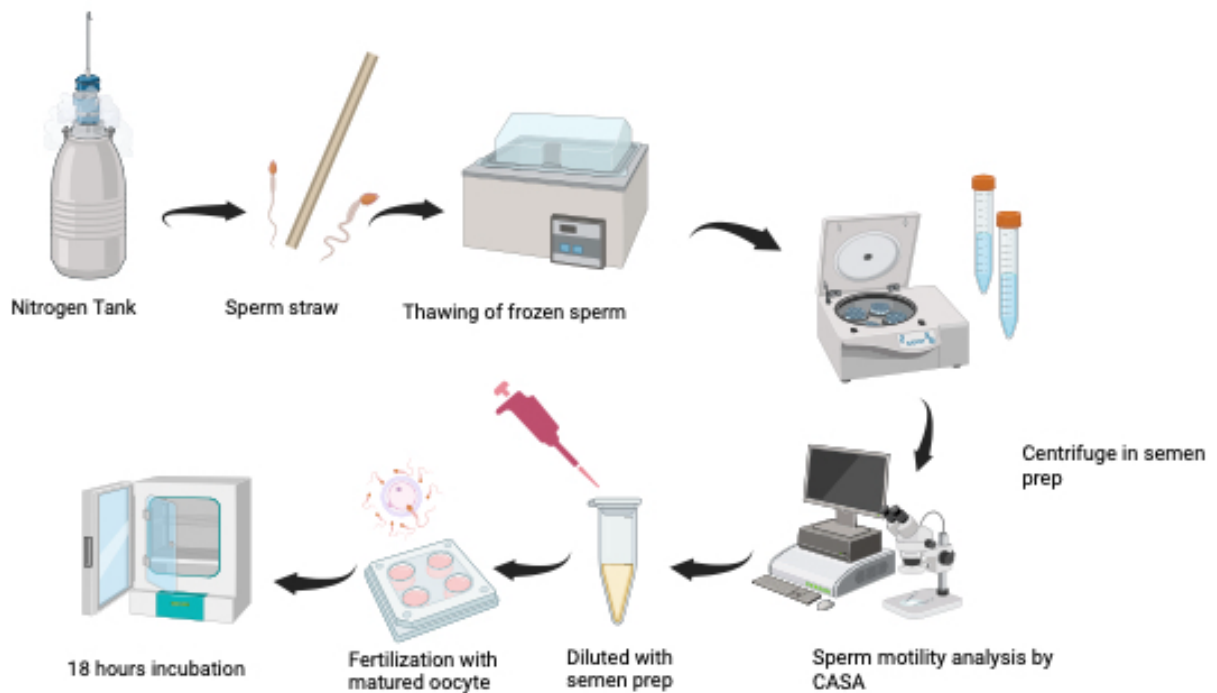 Nitrogen Tank
Sperm straw
Thawing of frozen sperm
Centrifuge in semen
prep
Sperm motility analysis by
CASA
Diluted with
semen prep
Fertilization with
matured oocyte
18 hours incubation